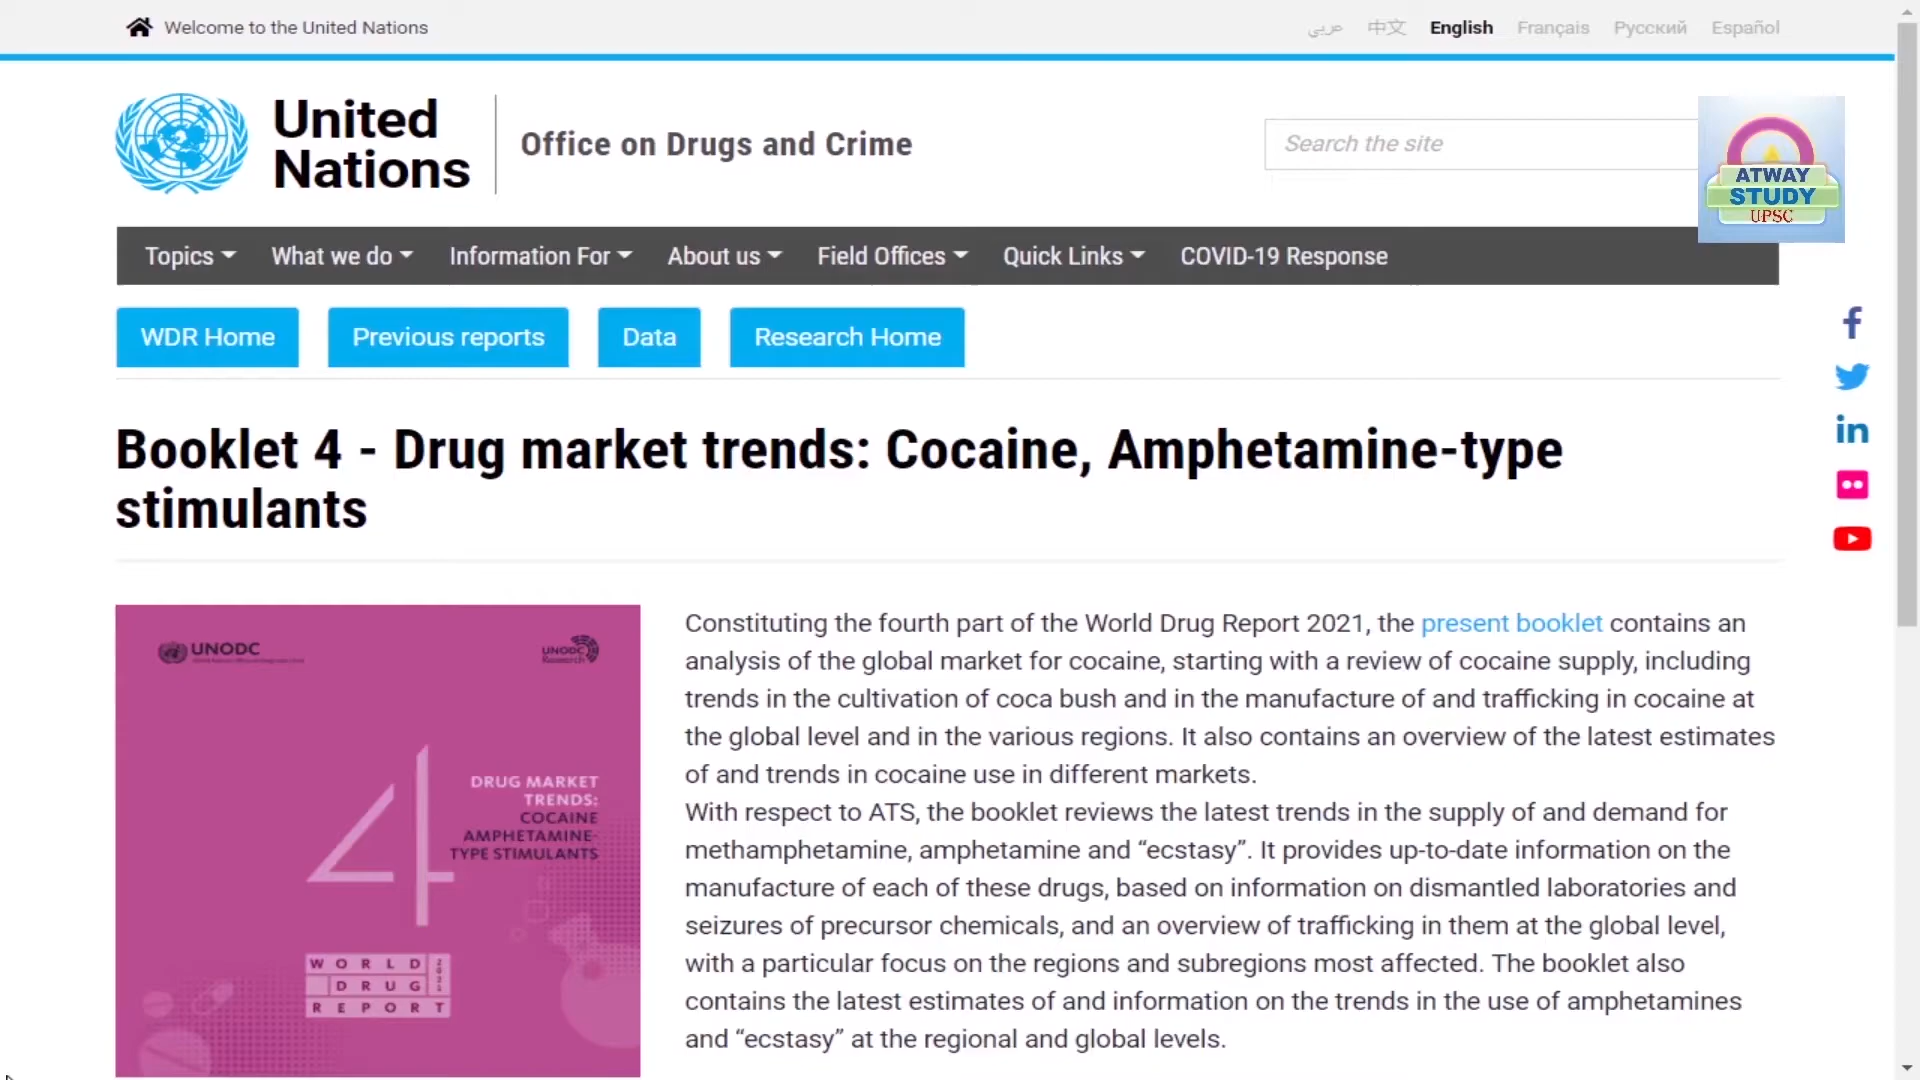 Welcome to the United Nations
عربي 中文 English Français Русский Español
United
Nations
Office on Drugs and Crime
Search the site
ATWAY
STUDY
UPSC
Topics What we do Information For About us Field Offices Quick Links COVID-19 Response
WDR Home Previous reports Data Research Home
Booklet 4 - Drug market trends: Cocaine, Amphetamine-type
stimulants
UNODC
UNODC
Research
4
DRUG MARKET
TRENDS:
COCAINE
AMPHETAMINE-
TYPE STIMULANTS
WORLD
DRUG
REPORT
2021
Constituting the fourth part of the World Drug Report 2021, the present booklet contains an
analysis of the global market for cocaine, starting with a review of cocaine supply, including
trends in the cultivation of coca bush and in the manufacture of and trafficking in cocaine at
the global level and in the various regions. It also contains an overview of the latest estimates
of and trends in cocaine use in different markets.
With respect to ATS, the booklet reviews the latest trends in the supply of and demand for
methamphetamine, amphetamine and “ecstasy”. It provides up-to-date information on the
manufacture of each of these drugs, based on information on dismantled laboratories and
seizures of precursor chemicals, and an overview of trafficking in them at the global level,
with a particular focus on the regions and subregions most affected. The booklet also
contains the latest estimates of and information on the trends in the use of amphetamines
and “ecstasy” at the regional and global levels.